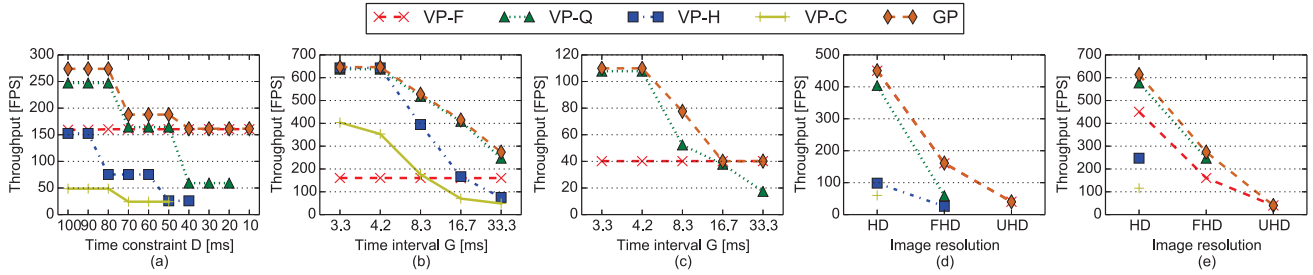 VP-F VP-Q VP-H VP-C GP
Throughput [FPS]
300
250
200
150
100
50
0
100 90 80 70 60 50 40 30 20 10
Time constraint D [ms]
(a)
Throughput [FPS]
700
600
500
400
300
200
100
0
3.3 4.2 8.3 16.7 33.3
Time interval G [ms]
(b)
Throughput [FPS]
120
100
80
60
40
20
0
3.3 4.2 8.3 16.7 33.3
Time interval G [ms]
(c)
Throughput [FPS]
500
400
300
200
100
0
HD FHD UHD
Image resolution
(d)
Throughput [FPS]
700
600
500
400
300
200
100
0
HD FHD UHD
Image resolution
(e)